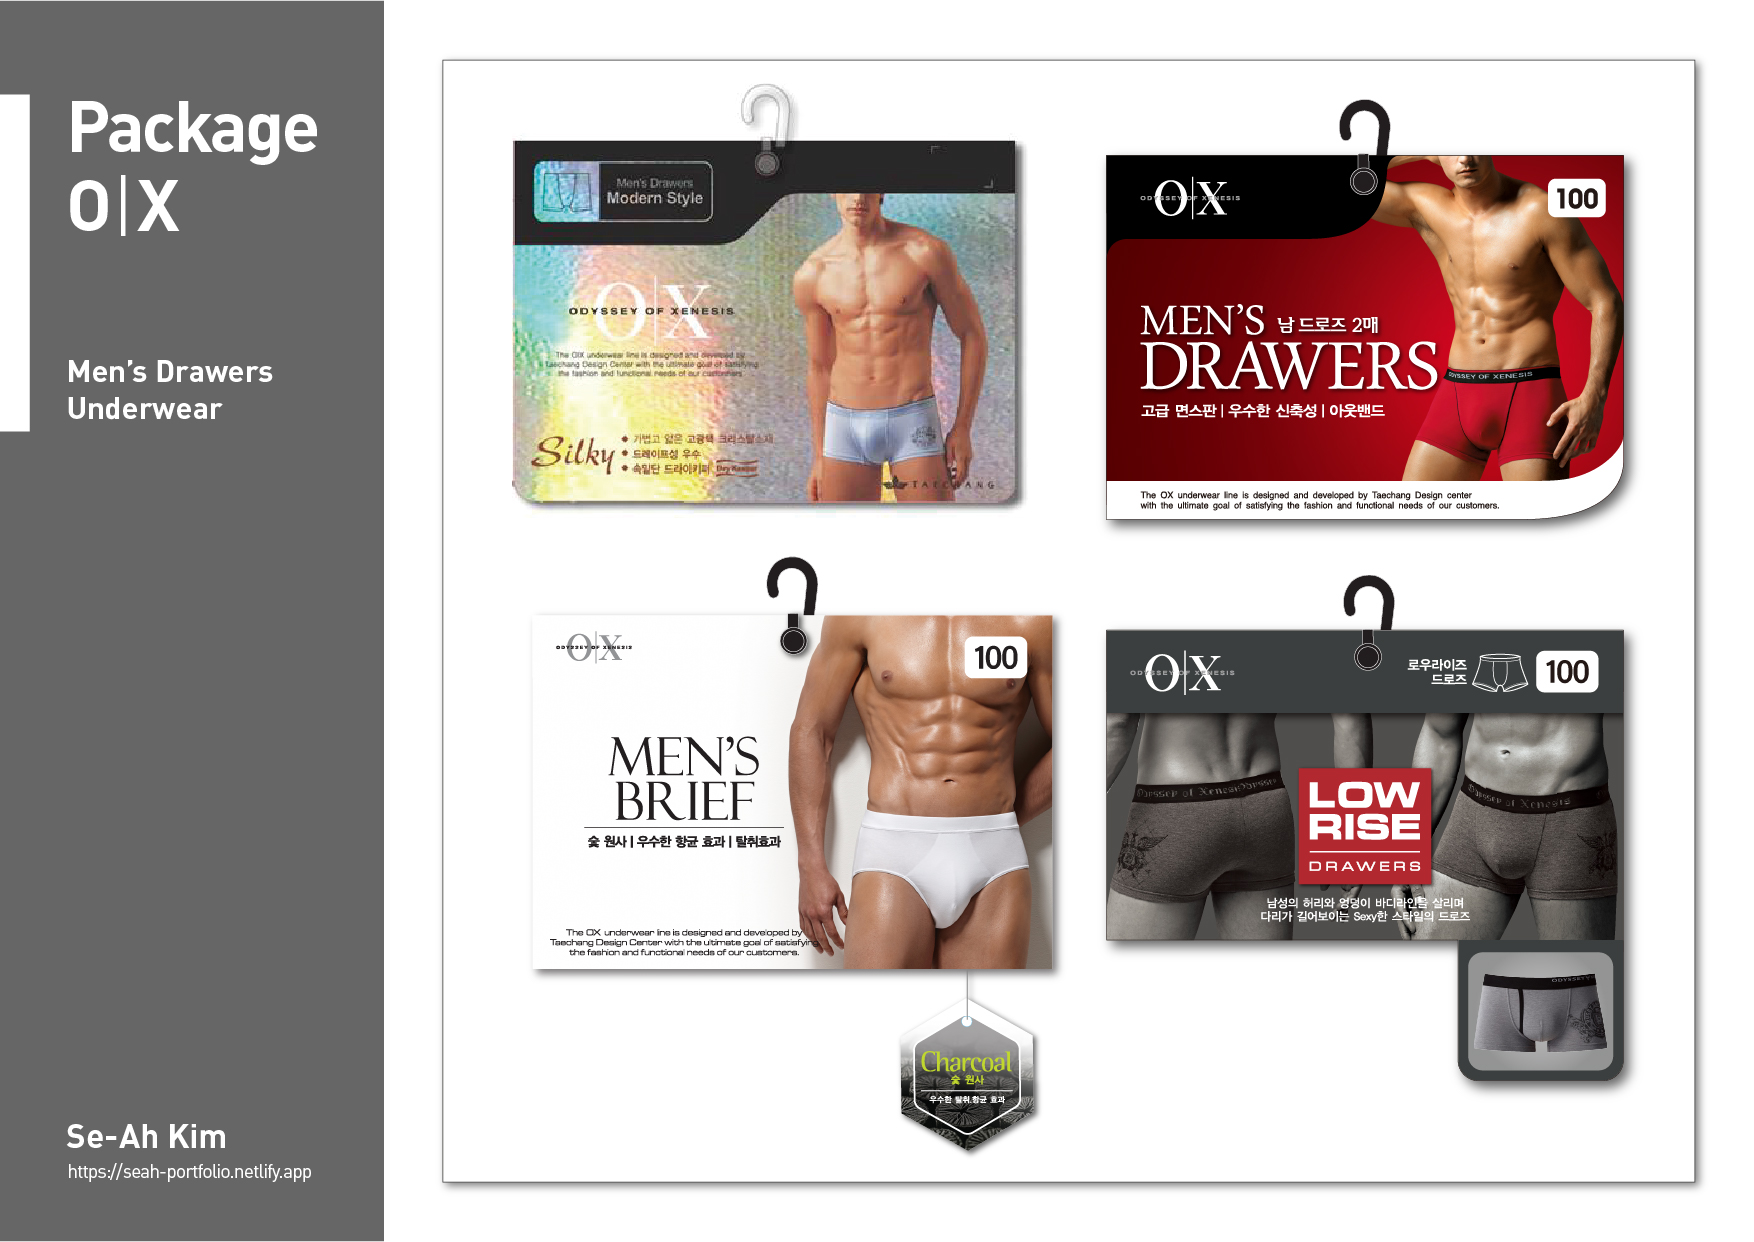 Package
O|X
Men's Drawers
Underwear
Se-Ah Kim
https://seah-portfolio.netlify.app
Men's Drawers
Modern Style
O|X
ODYSSEY OF XENESIS
The O|X underwear line is designed and developed by
Taechang Design Center with the ultimate goal of satisfying
the fashion and functional needs of our customers.
Silky
가볍고 얇은 고광택 크리스탈소재
드레이프성 우수
속밑단 드라이키퍼 Dry Keeper
TAECHANG
O|X
ODYSSEY OF XENESIS
100
MEN'S 남 드로즈 2매
DRAWERS
고급 면스판 | 우수한 신축성 | 아웃밴드
ODYSSEY OF XENESIS
The OX underwear line is designed and developed by Taechang Design center
with the ultimate goal of satisfying the fashion and functional needs of our customers.
O|X
ODYSSEY OF XENESIS
100
MEN'S
BRIEF
숯 원사 | 우수한 항균 효과 | 탈취효과
The OX underwear line is designed and developed by
Taechang Design Center with the ultimate goal of satisfying
the fashion and functional needs of our customers.
Charcoal
숯 원사
우수한 탈취.항균 효과
O|X
ODYSSEY OF XENESIS
로우라이즈
드로즈
100
Odyssey of Xenesis Odyssey
Odyssey of Xenesis
LOW
RISE
DRAWERS
남성의 허리와 엉덩이 바디라인을 살리며
다리가 길어보이는 Sexy한 스타일의 드로즈
ODYSSEY